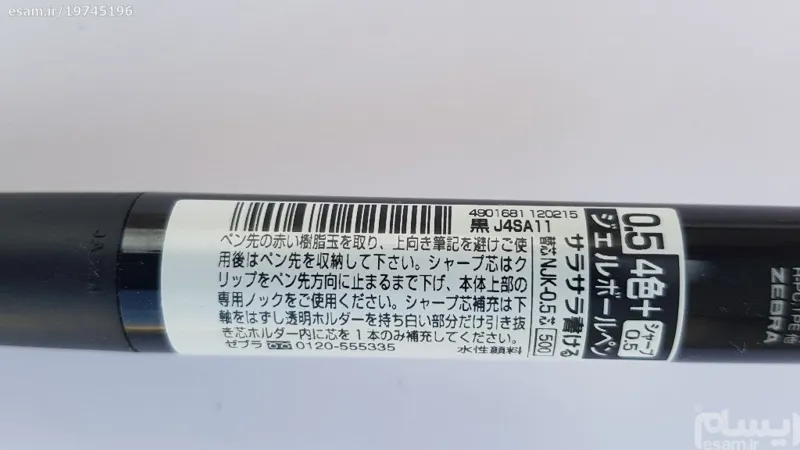 esam.ir/19745196
4901681 120215
黒 J4SA11
ペン先の赤い樹脂玉を取り、上向き筆記を避けご使
用後はペン先を収納して下さい。シャープ芯はク
リップをペン先方向に止まるまで下げ、本体上部の
専用ノックをご使用ください。シャープ芯補充は下
軸をはずし透明ホルダーを持ち白い部分だけ引き抜
き芯ホルダー内に芯を1本のみ補充してください。
ゼブラ 0120-555335 水性顔料
替芯 NJK-0.5芯 500
サラサラ書ける
ジェルボールペン
0.5 4色+
シャープ 0.5
ZEBRA
JAPAN
ایسام
esam.ir